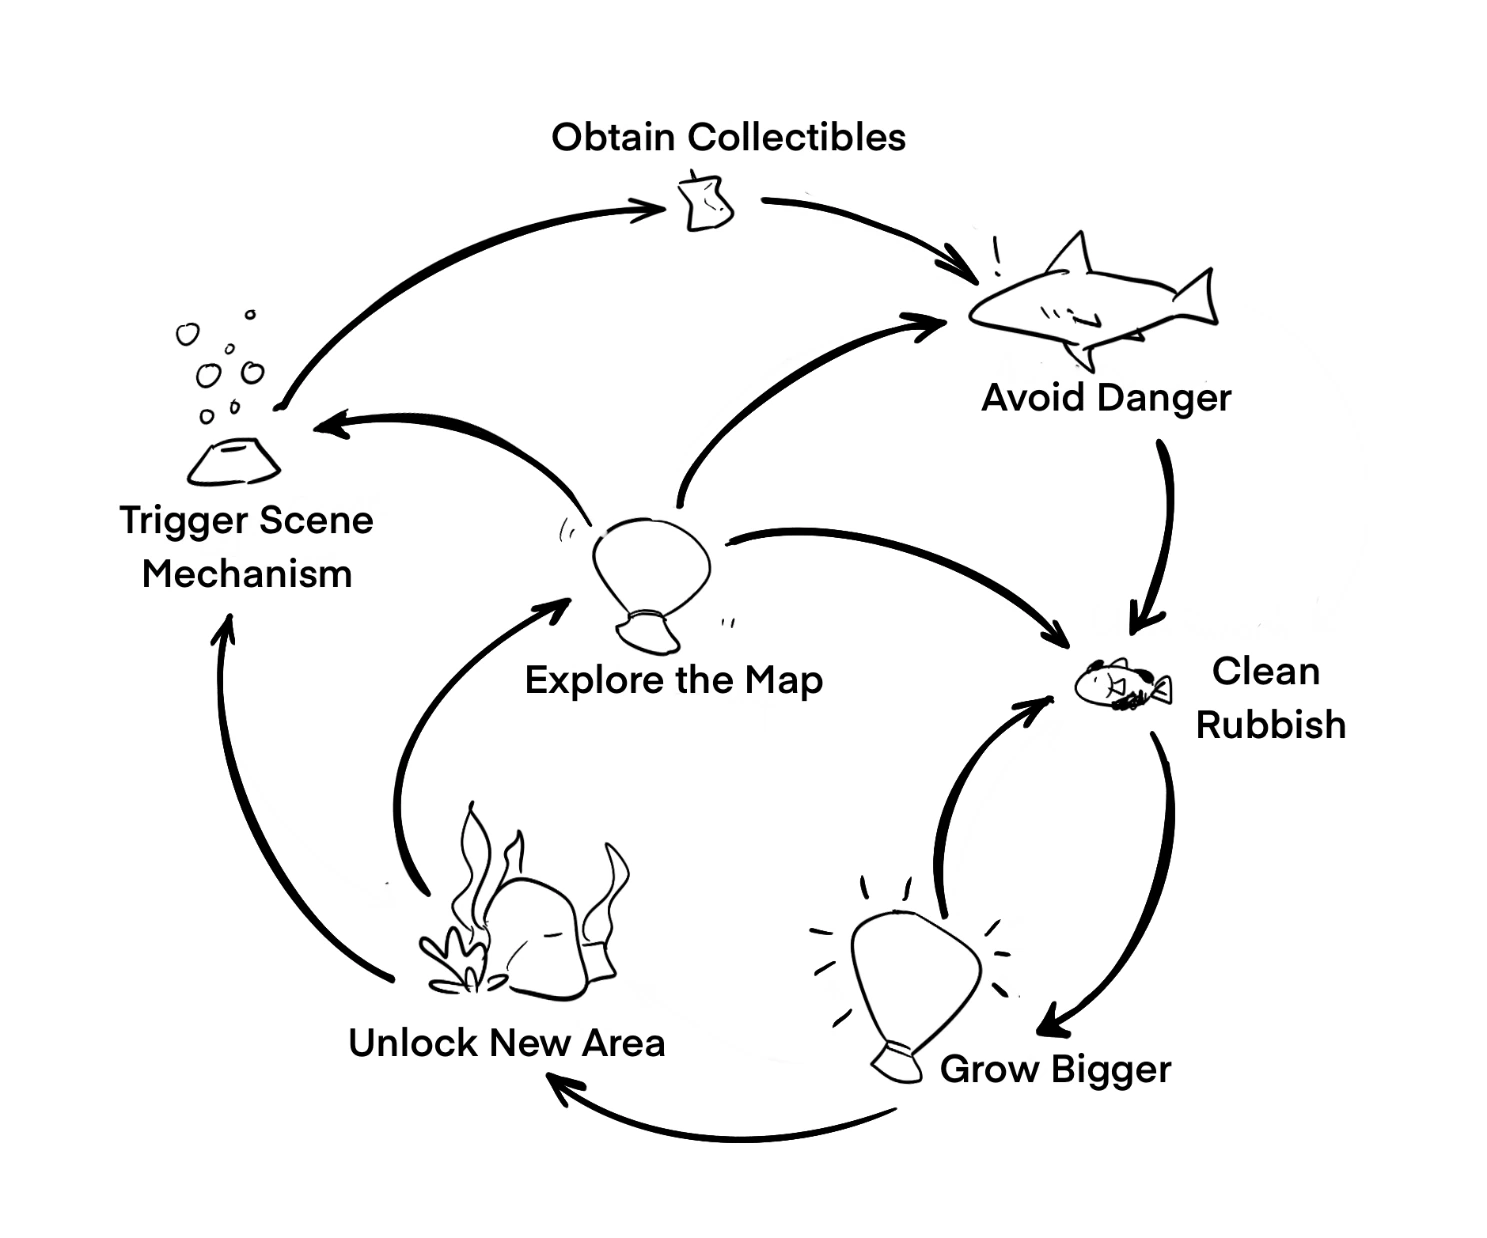 Obtain Collectibles
Avoid Danger
Trigger Scene
Mechanism
Explore the Map
Clean
Rubbish
Unlock New Area
Grow Bigger